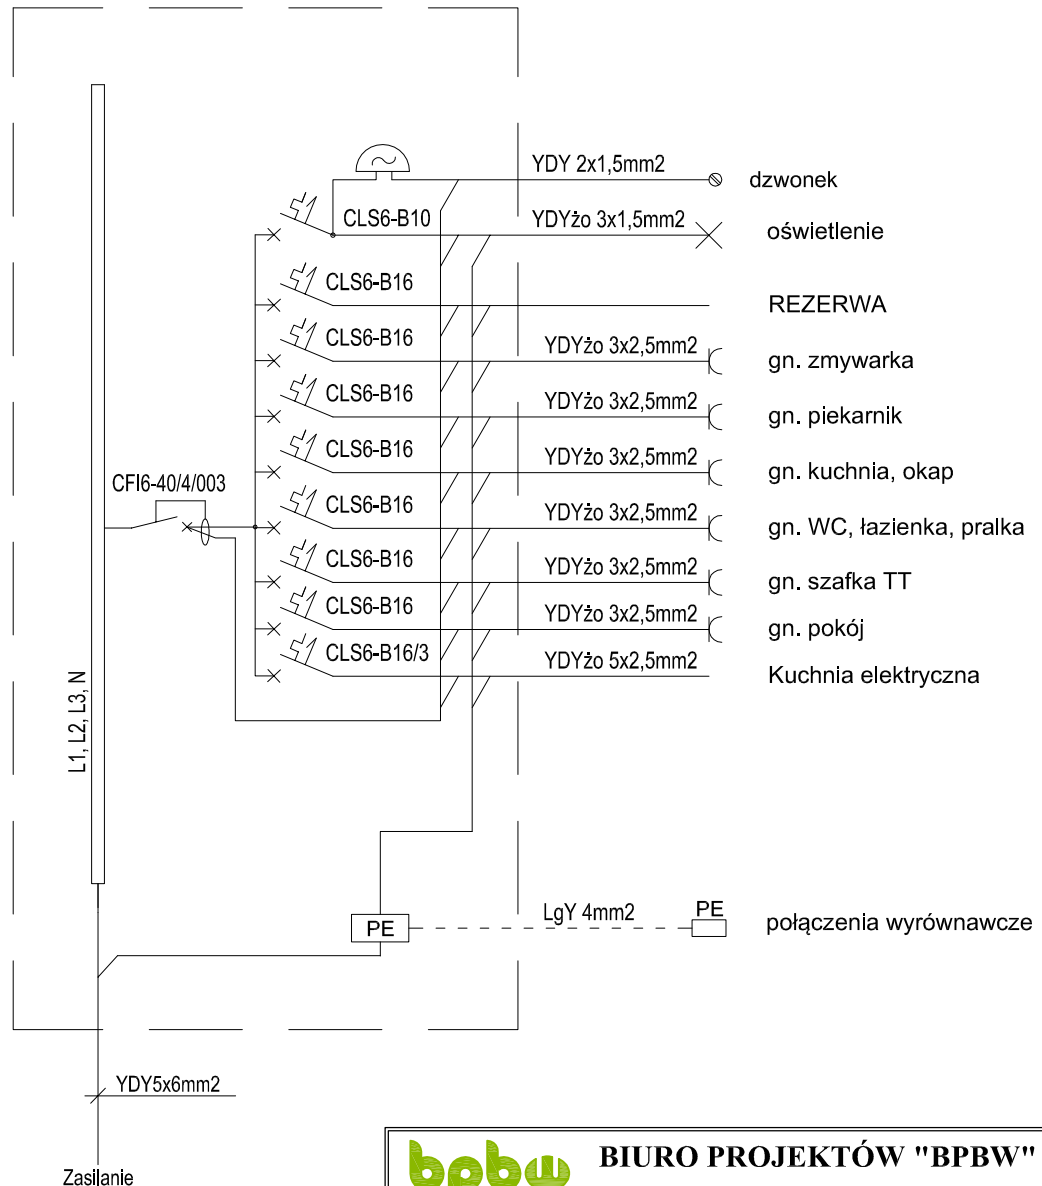 YDY 2x1,5mm2
dzwonek
CLS6-B10
YDYżo 3x1,5mm2
oświetlenie
CLS6-B16
REZERWA
CLS6-B16
YDYżo 3x2,5mm2
gn. zmywarka
CLS6-B16
YDYżo 3x2,5mm2
gn. piekarnik
CLS6-B16
YDYżo 3x2,5mm2
gn. kuchnia, okap
CFI6-40/4/003
CLS6-B16
YDYżo 3x2,5mm2
gn. WC, łazienka, pralka
CLS6-B16
YDYżo 3x2,5mm2
gn. szafka TT
CLS6-B16
YDYżo 3x2,5mm2
gn. pokój
CLS6-B16/3
YDYżo 5x2,5mm2
Kuchnia elektryczna
L1, L2, L3, N
PE
LgY 4mm2
PE
połączenia wyrównawcze
YDY5x6mm2
Zasilanie
bpbw
BIURO PROJEKTÓW "BPBW"